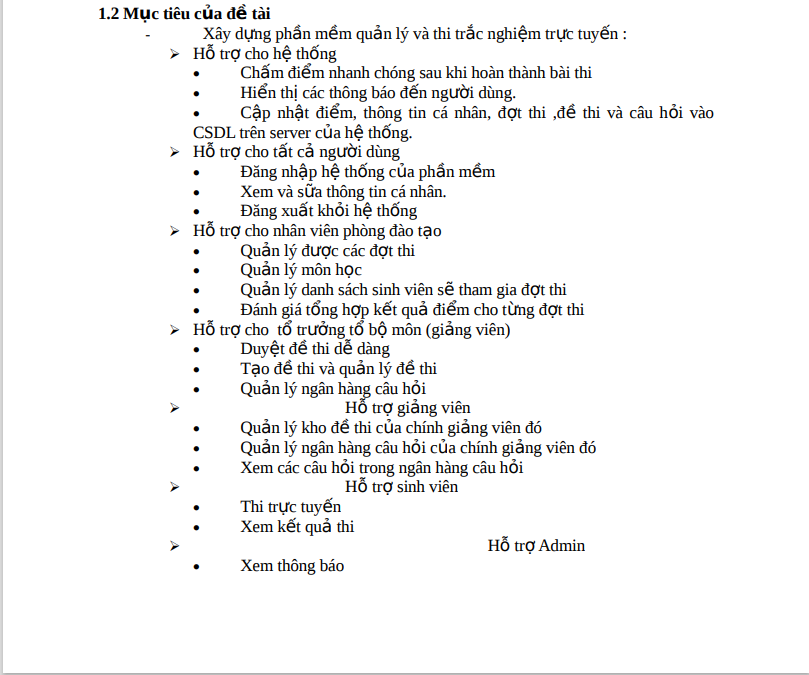 1.2 Mục tiêu của đề tài
- Xây dựng phần mềm quản lý và thi trắc nghiệm trực tuyến :
➢ Hỗ trợ cho hệ thống
• Chấm điểm nhanh chóng sau khi hoàn thành bài thi
• Hiển thị các thông báo đến người dùng.
• Cập nhật điểm, thông tin cá nhân, đợt thi ,đề thi và câu hỏi vào
CSDL trên server của hệ thống.
➢ Hỗ trợ cho tất cả người dùng
• Đăng nhập hệ thống của phần mềm
• Xem và sữa thông tin cá nhân.
• Đăng xuất khỏi hệ thống
➢ Hỗ trợ cho nhân viên phòng đào tạo
• Quản lý được các đợt thi
• Quản lý môn học
• Quản lý danh sách sinh viên sẽ tham gia đợt thi
• Đánh giá tổng hợp kết quả điểm cho từng đợt thi
➢ Hỗ trợ cho tổ trưởng tổ bộ môn (giảng viên)
• Duyệt đề thi dễ dàng
• Tạo đề thi và quản lý đề thi
• Quản lý ngân hàng câu hỏi
➢ Hỗ trợ giảng viên
• Quản lý kho đề thi của chính giảng viên đó
• Quản lý ngân hàng câu hỏi của chính giảng viên đó
• Xem các câu hỏi trong ngân hàng câu hỏi
➢ Hỗ trợ sinh viên
• Thi trực tuyến
• Xem kết quả thi
➢ Hỗ trợ Admin
• Xem thông báo